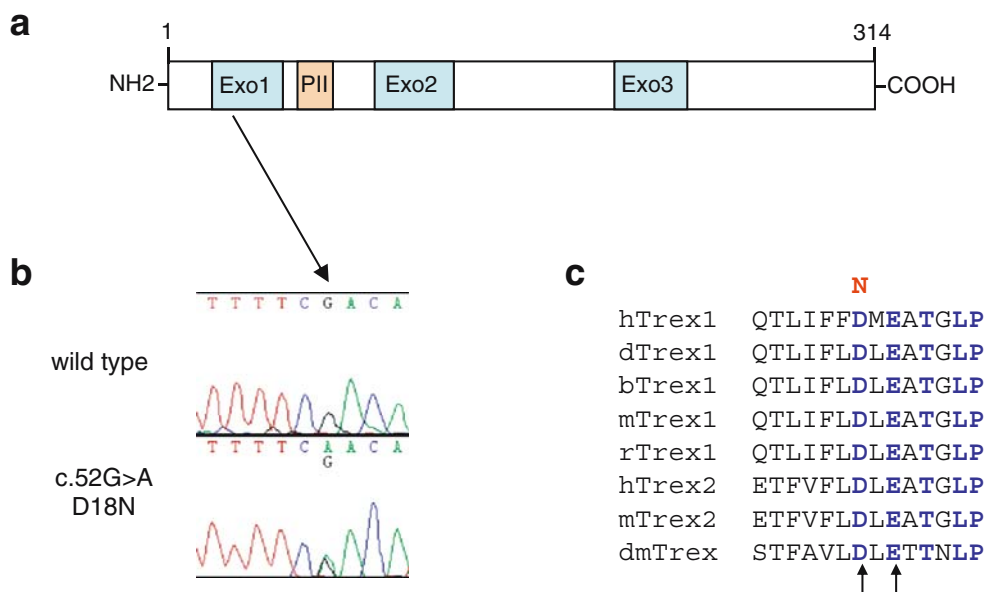 a
1 314
NH2 Exo1 PII Exo2 Exo3 COOH
b
T T T T C G A C A
wild type
T T T T C A A C A
G
c.52G>A
D18N
c
N
hTrex1 QTLIFFDMEATGLP
dTrex1 QTLIFLDLEATGLP
bTrex1 QTLIFLDLEATGLP
mTrex1 QTLIFLDLEATGLP
rTrex1 QTLIFLDLEATGLP
hTrex2 ETFVFLDLEATGLP
mTrex2 ETFVFLDLEATGLP
dmTrex STFAVLDLETTNLP